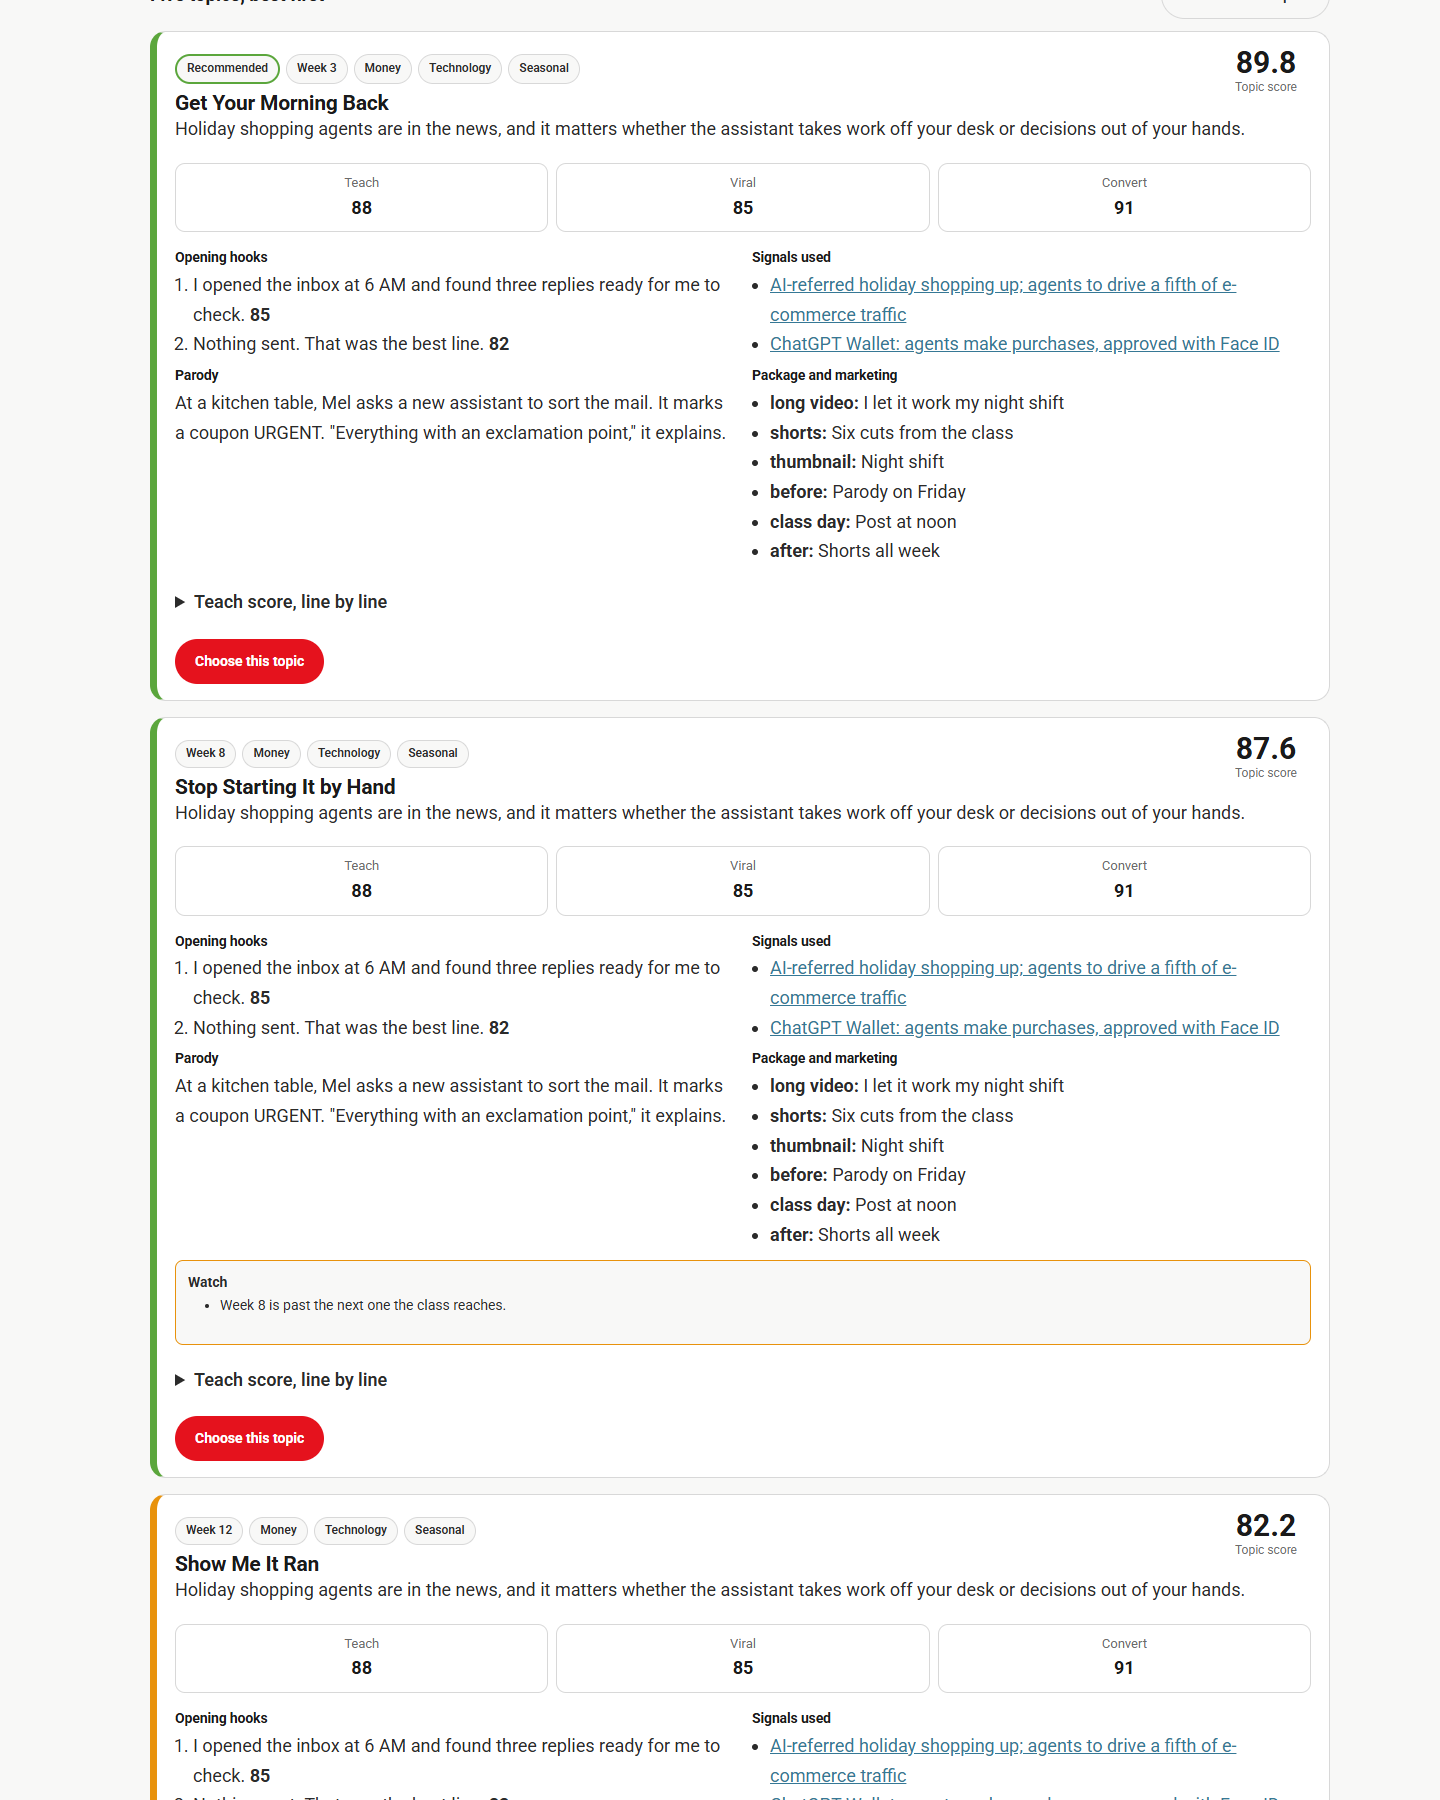 Recommended Week 3 Money Technology Seasonal
89.8
Topic score
Get Your Morning Back
Holiday shopping agents are in the news, and it matters whether the assistant takes work off your desk or decisions out of your hands.
Teach
88
Viral
85
Convert
91
Opening hooks
1. I opened the inbox at 6 AM and found three replies ready for me to
check. 85
2. Nothing sent. That was the best line. 82
Signals used
AI-referred holiday shopping up; agents to drive a fifth of e-
commerce traffic
ChatGPT Wallet: agents make purchases, approved with Face ID
Parody
At a kitchen table, Mel asks a new assistant to sort the mail. It marks
a coupon URGENT. "Everything with an exclamation point," it explains.
Package and marketing
long video: I let it work my night shift
shorts: Six cuts from the class
thumbnail: Night shift
before: Parody on Friday
class day: Post at noon
after: Shorts all week
Teach score, line by line
Choose this topic
Week 8 Money Technology Seasonal
87.6
Topic score
Stop Starting It by Hand
Holiday shopping agents are in the news, and it matters whether the assistant takes work off your desk or decisions out of your hands.
Teach
88
Viral
85
Convert
91
Opening hooks
1. I opened the inbox at 6 AM and found three replies ready for me to
check. 85
2. Nothing sent. That was the best line. 82
Signals used
AI-referred holiday shopping up; agents to drive a fifth of e-
commerce traffic
ChatGPT Wallet: agents make purchases, approved with Face ID
Parody
At a kitchen table, Mel asks a new assistant to sort the mail. It marks
a coupon URGENT. "Everything with an exclamation point," it explains.
Package and marketing
long video: I let it work my night shift
shorts: Six cuts from the class
thumbnail: Night shift
before: Parody on Friday
class day: Post at noon
after: Shorts all week
Watch
Week 8 is past the next one the class reaches.
Teach score, line by line
Choose this topic
Week 12 Money Technology Seasonal
82.2
Topic score
Show Me It Ran
Holiday shopping agents are in the news, and it matters whether the assistant takes work off your desk or decisions out of your hands.
Teach
88
Viral
85
Convert
91
Opening hooks
1. I opened the inbox at 6 AM and found three replies ready for me to
check. 85
Signals used
AI-referred holiday shopping up; agents to drive a fifth of e-
commerce traffic